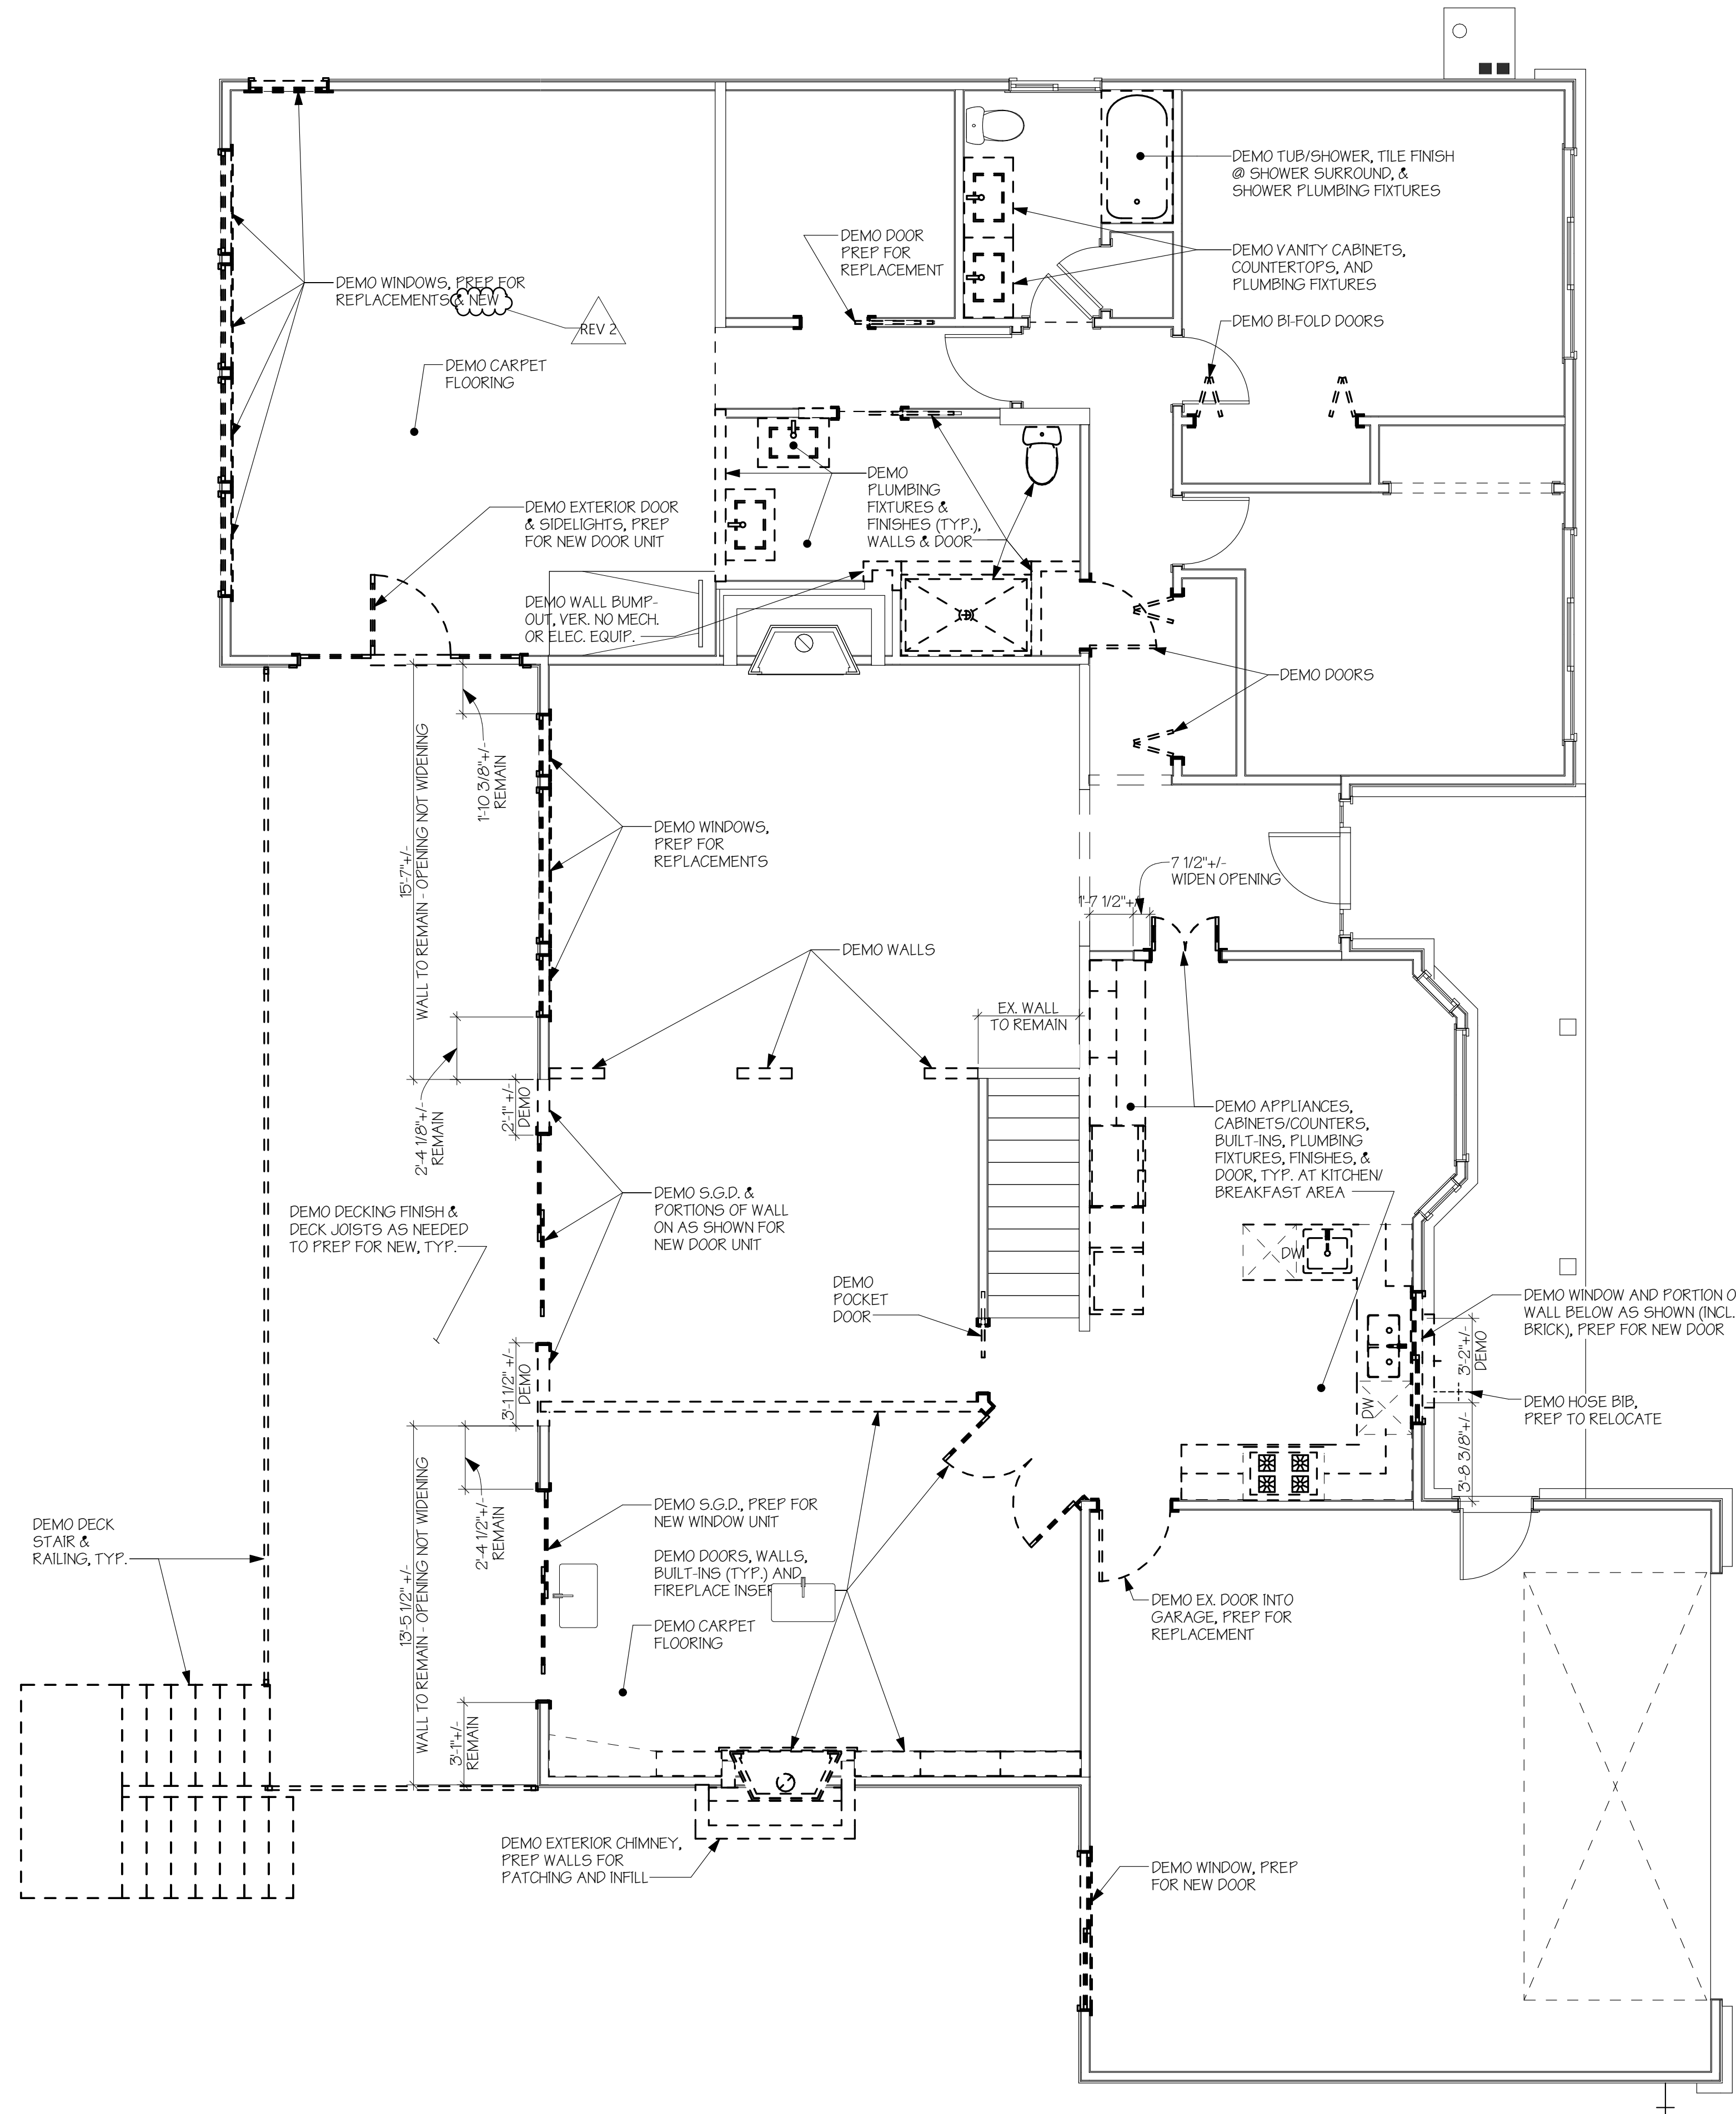 DEMO TUB/SHOWER, TILE FINISH
@ SHOWER SURROUND, &
SHOWER PLUMBING FIXTURES
DEMO DOOR
PREP FOR
REPLACEMENT
DEMO VANITY CABINETS,
COUNTERTOPS, AND
PLUMBING FIXTURES
DEMO WINDOWS, PREP FOR
REPLACEMENTS & NEW
REV 2
DEMO BI-FOLD DOORS
DEMO CARPET
FLOORING
DEMO
PLUMBING
FIXTURES &
FINISHES (TYP.),
WALLS & DOOR
DEMO EXTERIOR DOOR
& SIDELIGHTS, PREP
FOR NEW DOOR UNIT
DEMO WALL BUMP-
OUT, VER. NO MECH.
OR ELEC. EQUIP.
DEMO DOORS
15'-7"+/-
WALL TO REMAIN - OPENING NOT WIDENING
1'-10 3/8"+/-
REMAIN
DEMO WINDOWS,
PREP FOR
REPLACEMENTS
7 1/2"+/-
WIDEN OPENING
1'-7 1/2"+/-
DEMO WALLS
EX. WALL
TO REMAIN
2'-4 1/8"+/-
REMAIN
2'-1" +/-
DEMO
DEMO APPLIANCES,
CABINETS/COUNTERS,
BUILT-INS, PLUMBING
FIXTURES, FINISHES, &
DOOR, TYP. AT KITCHEN/
BREAKFAST AREA
DEMO S.G.D. &
PORTIONS OF WALL
ON AS SHOWN FOR
NEW DOOR UNIT
DEMO DECKING FINISH &
DECK JOISTS AS NEEDED
TO PREP FOR NEW, TYP.
DW
DEMO
POCKET
DOOR
DEMO WINDOW AND PORTION O
WALL BELOW AS SHOWN (INCL.
BRICK), PREP FOR NEW DOOR
3'-2"+/-
DEMO
3'-1 1/2" +/-
DEMO
DW
DEMO HOSE BIB,
PREP TO RELOCATE
3'-8 3/8"+/-
13'-5 1/2" +/-
WALL TO REMAIN - OPENING NOT WIDENING
2'-4 1/2"+/-
REMAIN
DEMO S.G.D., PREP FOR
NEW WINDOW UNIT
DEMO DECK
STAIR &
RAILING, TYP.
DEMO DOORS, WALLS,
BUILT-INS (TYP.) AND
FIREPLACE INSER
DEMO EX. DOOR INTO
GARAGE, PREP FOR
REPLACEMENT
DEMO CARPET
FLOORING
3'-1"+/-
REMAIN
DEMO EXTERIOR CHIMNEY,
PREP WALLS FOR
PATCHING AND INFILL
DEMO WINDOW, PREP
FOR NEW DOOR